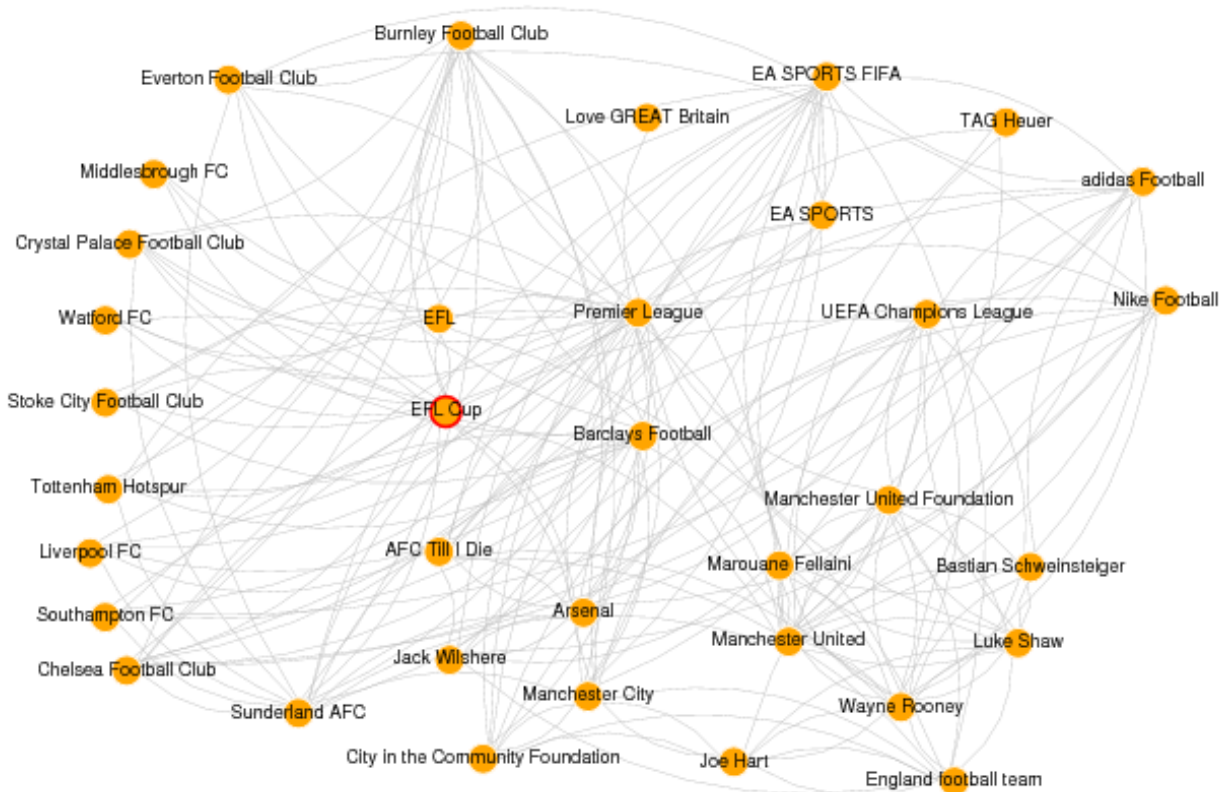 Burnley Football Club
Everton Football Club
EA SPORTS FIFA
Love GREAT Britain
TAG Heuer
Middlesbrough FC
adidas Football
EA SPORTS
Crystal Palace Football Club
Nike Football
Watford FC
EFL
Premier League
UEFA Champions League
Stoke City Football Club
EFL Cup
Barclays Football
Tottenham Hotspur
Manchester United Foundation
Liverpool FC
AFC Till I Die
Marouane Fellaini
Bastian Schweinsteiger
Southampton FC
Arsenal
Manchester United
Luke Shaw
Chelsea Football Club
Jack Wilshere
Manchester City
Wayne Rooney
Sunderland AFC
City in the Community Foundation
Joe Hart
England football team